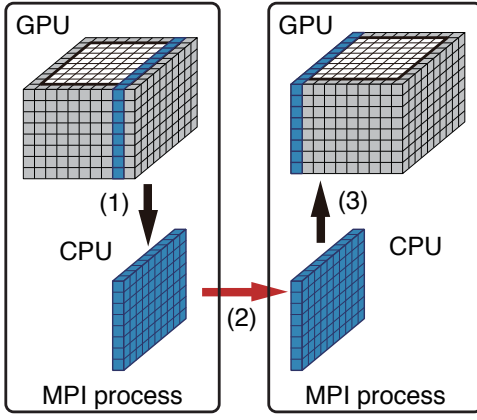 GPU
GPU
(1)
(3)
CPU
CPU
(2)
MPI process
MPI process